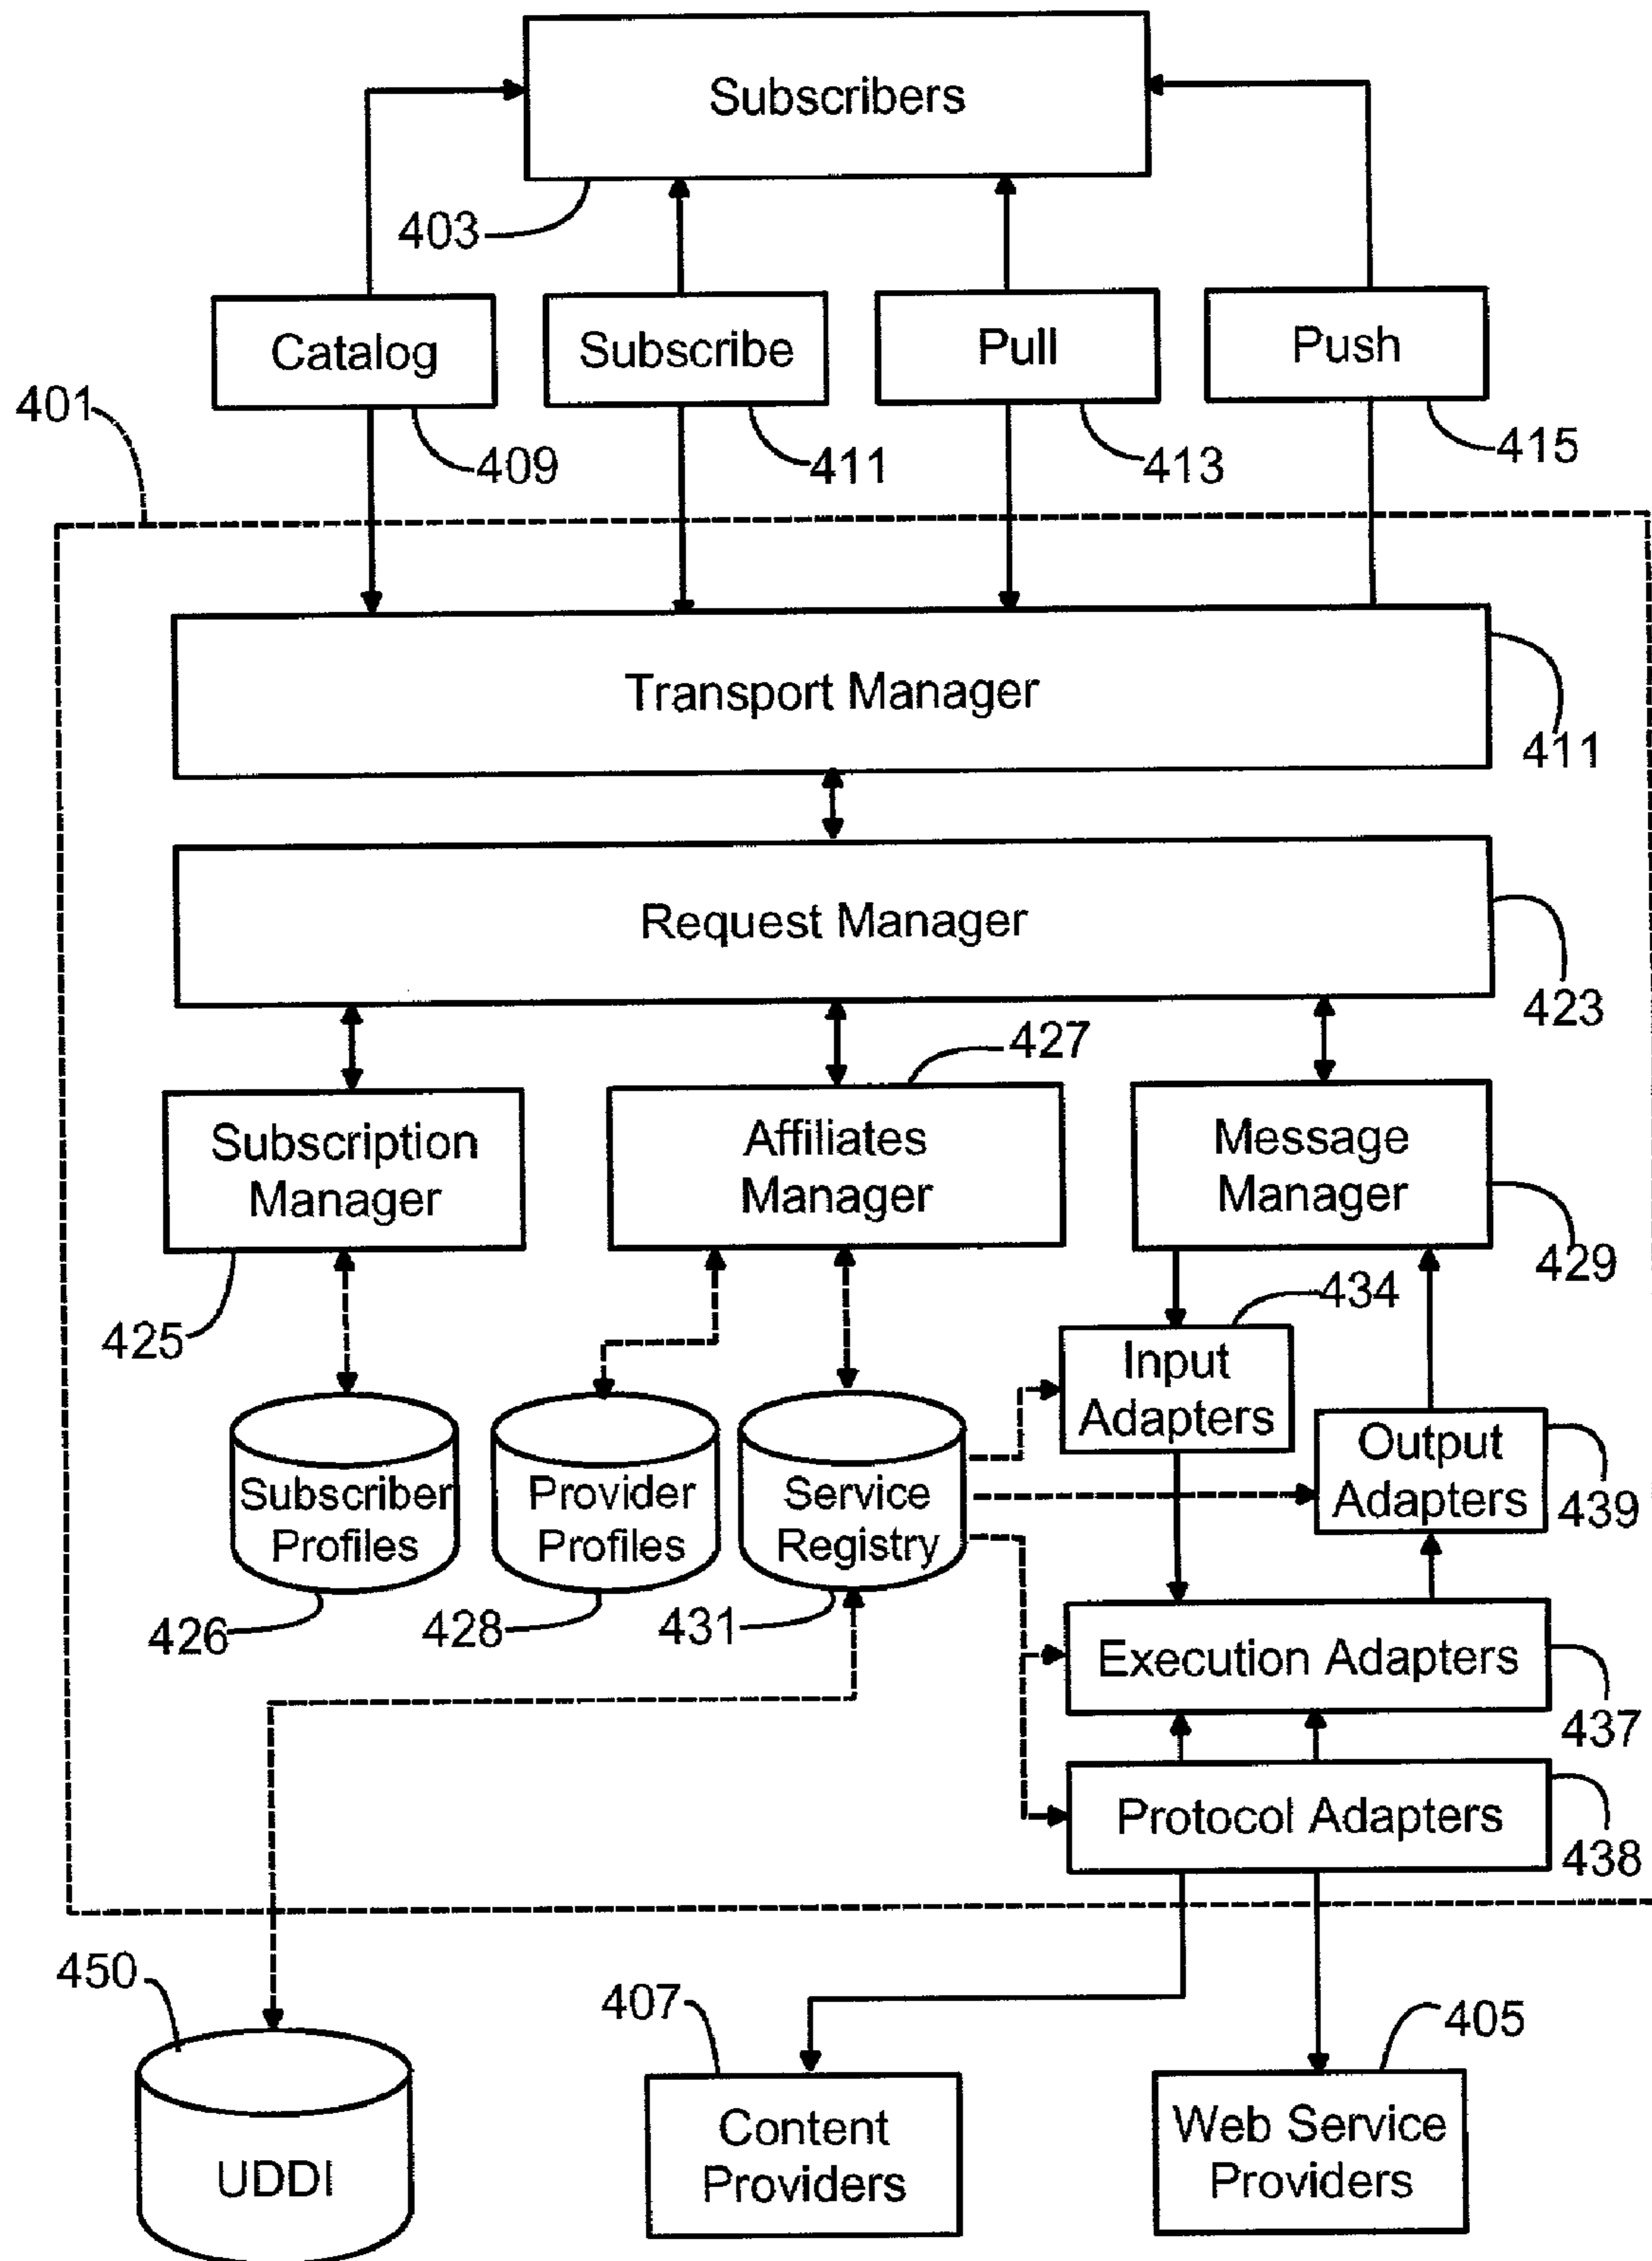 Subscribers
403
Catalog
Subscribe
Pull
Push
401
409
411
413
415
Transport Manager
411
Request Manager
423
427
Subscription
Manager
Affiliates
Manager
Message
Manager
429
425
434
Input
Adapters
Output
Adapters
439
Subscriber
Profiles
Provider
Profiles
Service
Registry
426
428
431
Execution Adapters
437
Protocol Adapters
438
450
407
405
UDDI
Content
Providers
Web Service
Providers